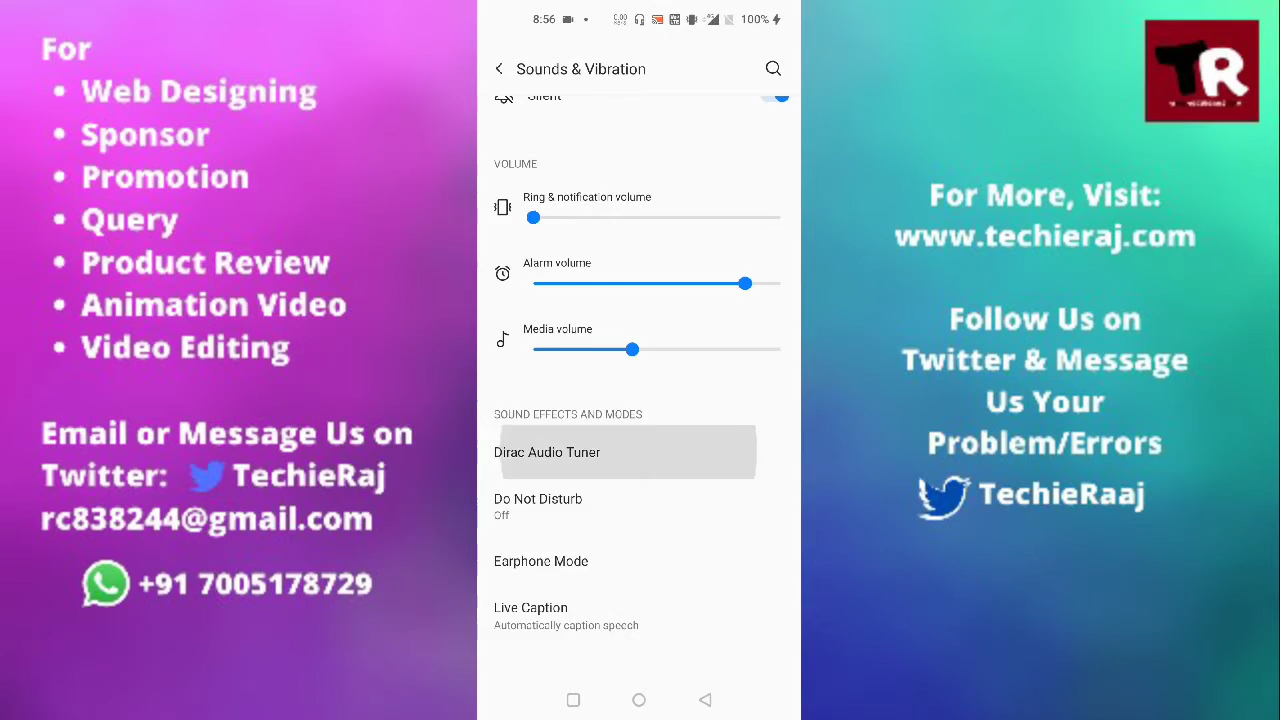 For
• Web Designing
• Sponsor
• Promotion
• Query
• Product Review
• Animation Video
• Video Editing
Email or Message Us on
Twitter: TechieRaj
rc838244@gmail.com
+91 7005178729
8:56
100%
Sounds & Vibration
Silent
VOLUME
Ring & notification volume
Alarm volume
Media volume
SOUND EFFECTS AND MODES
Dirac Audio Tuner
Do Not Disturb
Off
Earphone Mode
Live Caption
Automatically caption speech
TR
For More, Visit:
www.techieraj.com
Follow Us on
Twitter & Message
Us Your
Problem/Errors
TechieRaaj